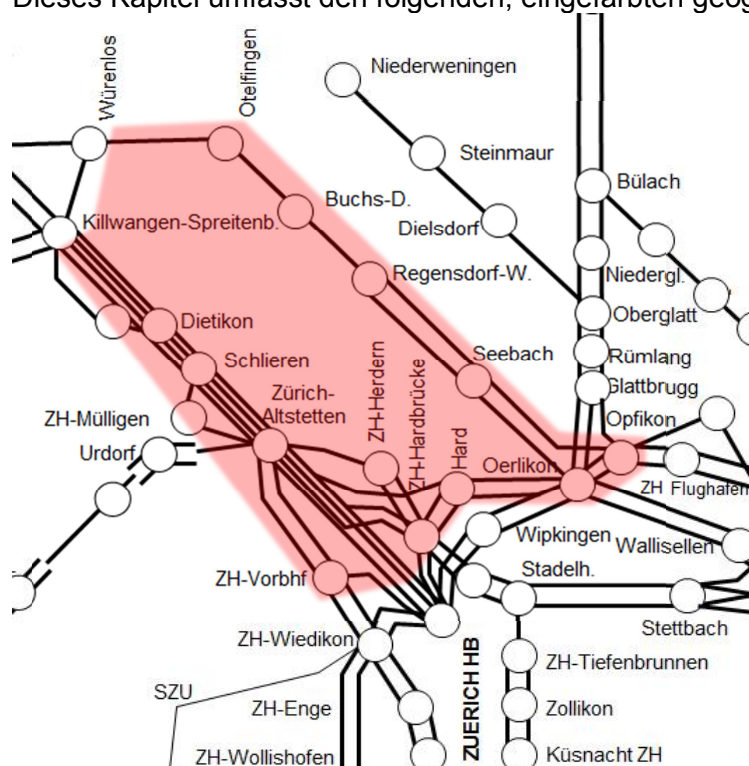 Dieses Kapitel umfasst den folgenden, eingefärbten geog
Würenlos
Otelfingen
Niederweningen
Steinmaur
Bülach
Buchs-D.
Dielsdorf
Killwangen-Spreitenb.
Niedergl.
Regensdorf-W.
Oberglatt
Dietikon
Seebach
Rümlang
Schlieren
Glattbrugg
ZH-Herdern
ZH-Hardbrücke
Zürich-
Altstetten
Opfikon
ZH-Mülligen
Hard
Urdorf
Oerlikon
ZH Flughafen
Wipkingen
Wallisellen
ZH-Vorbhf
Stadelh.
Stettbach
ZH-Wiedikon
ZUERICH HB
ZH-Tiefenbrunnen
SZU
ZH-Enge
Zollikon
ZH-Wollishofen
Küsnacht ZH